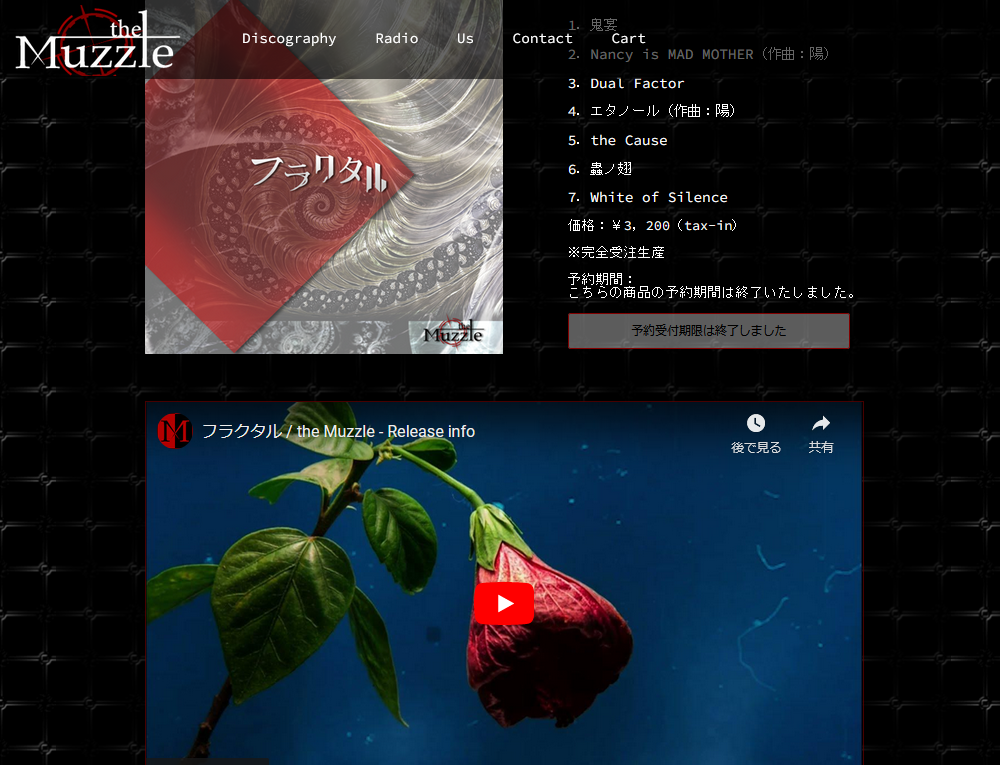 the Muzzle
Discography Radio Us Contact Cart
1. 鬼宴
2. Nancy is MAD MOTHER（作曲：陽）
3. Dual Factor
4. エタノール（作曲：陽）
5. the Cause
6. 蟲ノ翅
7. White of Silence
価格：￥3, 200（tax-in）
※完全受注生産
予約期間：
こちらの商品の予約期間は終了いたしました。
予約受付期限は終了しました
フラクタル
the Muzzle
フラクタル / the Muzzle - Release info
後で見る
共有